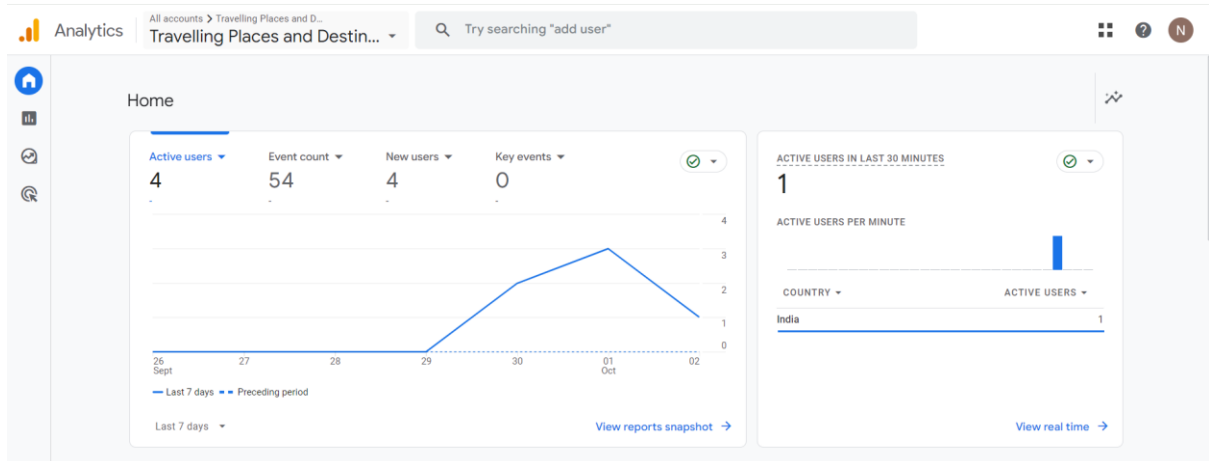 Analytics
All accounts > Travelling Places and D...
Travelling Places and Destin...
Try searching "add user"
N
Home
Active users
4
-
Event count
54
-
New users
4
-
Key events
0
-
4
3
2
1
0
26
Sept
27
28
29
30
01
Oct
02
Last 7 days
Preceding period
Last 7 days
View reports snapshot →
ACTIVE USERS IN LAST 30 MINUTES
1
ACTIVE USERS PER MINUTE
COUNTRY
ACTIVE USERS
India 1
View real time →